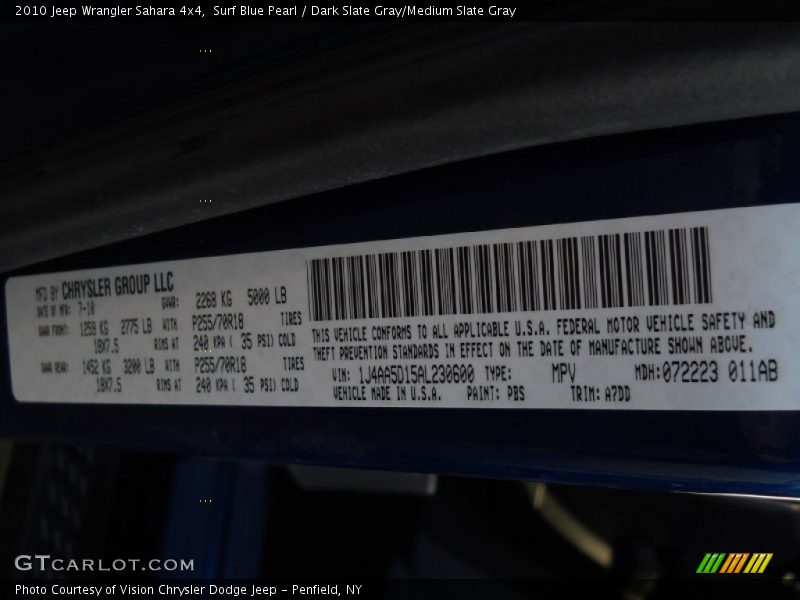 2010 Jeep Wrangler Sahara 4x4,  Surf Blue Pearl / Dark Slate Gray/Medium Slate Gray
MFD BY CHRYSLER GROUP LLC
DATE OF MFR: 7-10 GVWR: 2268 KG 5000 LB
GAWR FRONT: 1259 KG 2775 LB WITH P255/70R18 TIRES
18X7.5 RIMS AT 240 KPA ( 35 PSI) COLD
GAWR REAR: 1452 KG 3200 LB WITH P255/70R18 TIRES
18X7.5 RIMS AT 240 KPA ( 35 PSI) COLD
THIS VEHICLE CONFORMS TO ALL APPLICABLE U.S.A. FEDERAL MOTOR VEHICLE SAFETY AND
THEFT PREVENTION STANDARDS IN EFFECT ON THE DATE OF MANUFACTURE SHOWN ABOVE.
VIN: 1J4AA5D15AL230600 TYPE: MPV MDH:072223 011AB
VEHICLE MADE IN U.S.A. PAINT: PBS TRIM: A7DD
GTCARLOT.COM
Photo Courtesy of Vision Chrysler Dodge Jeep - Penfield, NY